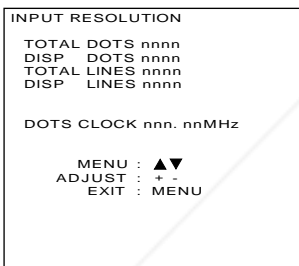 INPUT RESOLUTION
TOTAL DOTS nnnn
DISP DOTS nnnn
TOTAL LINES nnnn
DISP LINES nnnn
DOTS CLOCK nnn. nnMHz
MENU : ▲▼
ADJUST : + -
EXIT : MENU